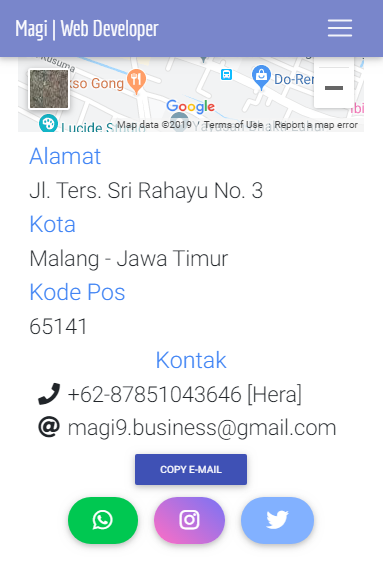 Magi | Web Developer
Kusuma
kso Gong
Do-Rer
Google
Lucide S
Map data ©2019 / Terms of Use / Report a map error
Alamat
Jl. Ters. Sri Rahayu No. 3
Kota
Malang - Jawa Timur
Kode Pos
65141
Kontak
+62-87851043646 [Hera]
@ magi9.business@gmail.com
COPY E-MAIL